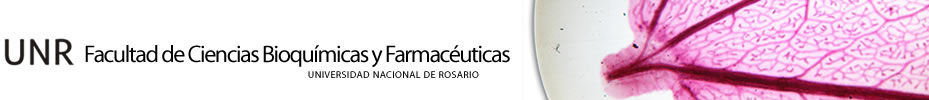 UNR Facultad de Ciencias Bioquímicas y Farmacéuticas
UNIVERSIDAD NACIONAL DE ROSARIO